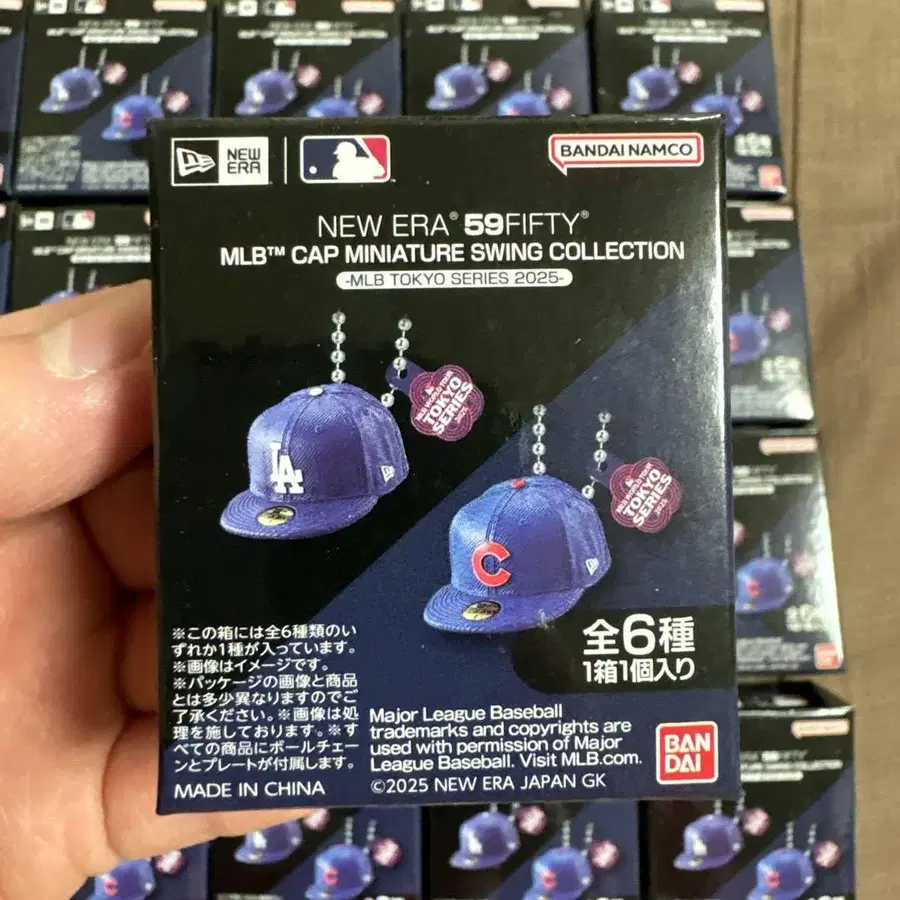 NEW ERA
BANDAI NAMCO
NEW ERA® 59FIFTY®
MLB™ CAP MINIATURE SWING COLLECTION
-MLB TOKYO SERIES 2025-
MLB WORLD TOUR
TOKYO
SERIES
2025
LA
MLB WORLD TOUR
TOKYO
SERIES
2025
C
全6種
1箱1個入り
※この箱には全6種類のい
ずれか1種が入っています。
※画像はイメージです。
※パッケージの画像と商品
とは多少異なりますのでご
了承ください。※画像は処
理を施しております。※す
べての商品にボールチェー
ンとプレートが付属します。
MADE IN CHINA
Major League Baseball
trademarks and copyrights are
used with permission of Major
League Baseball. Visit MLB.com.
©2025 NEW ERA JAPAN GK
BAN
DAI